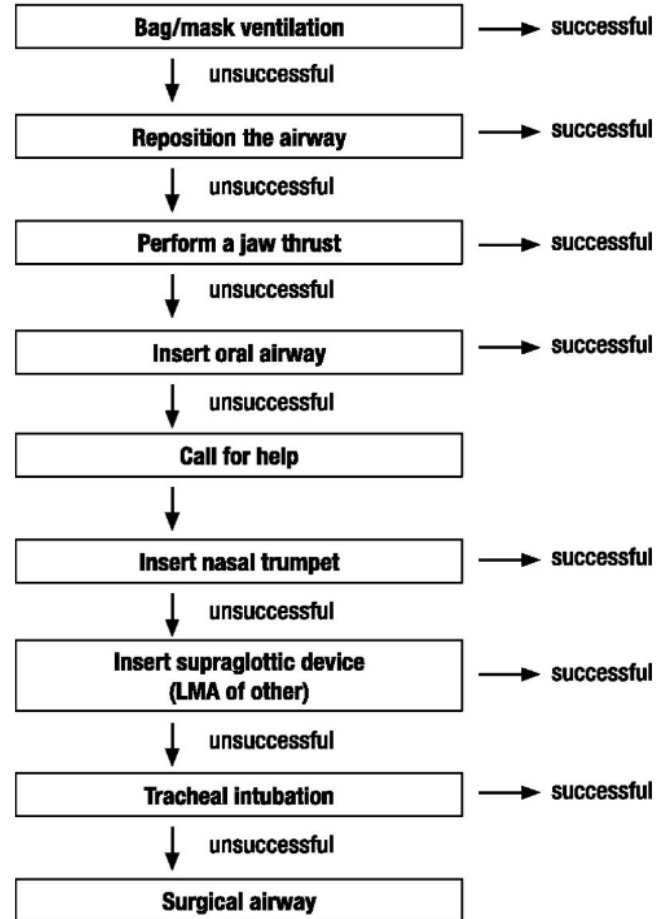 Bag/mask ventilation → successful
unsuccessful
Reposition the airway → successful
unsuccessful
Perform a jaw thrust → successful
unsuccessful
Insert oral airway → successful
unsuccessful
Call for help
Insert nasal trumpet → successful
unsuccessful
Insert supraglottic device
(LMA of other) → successful
unsuccessful
Tracheal intubation → successful
unsuccessful
Surgical airway